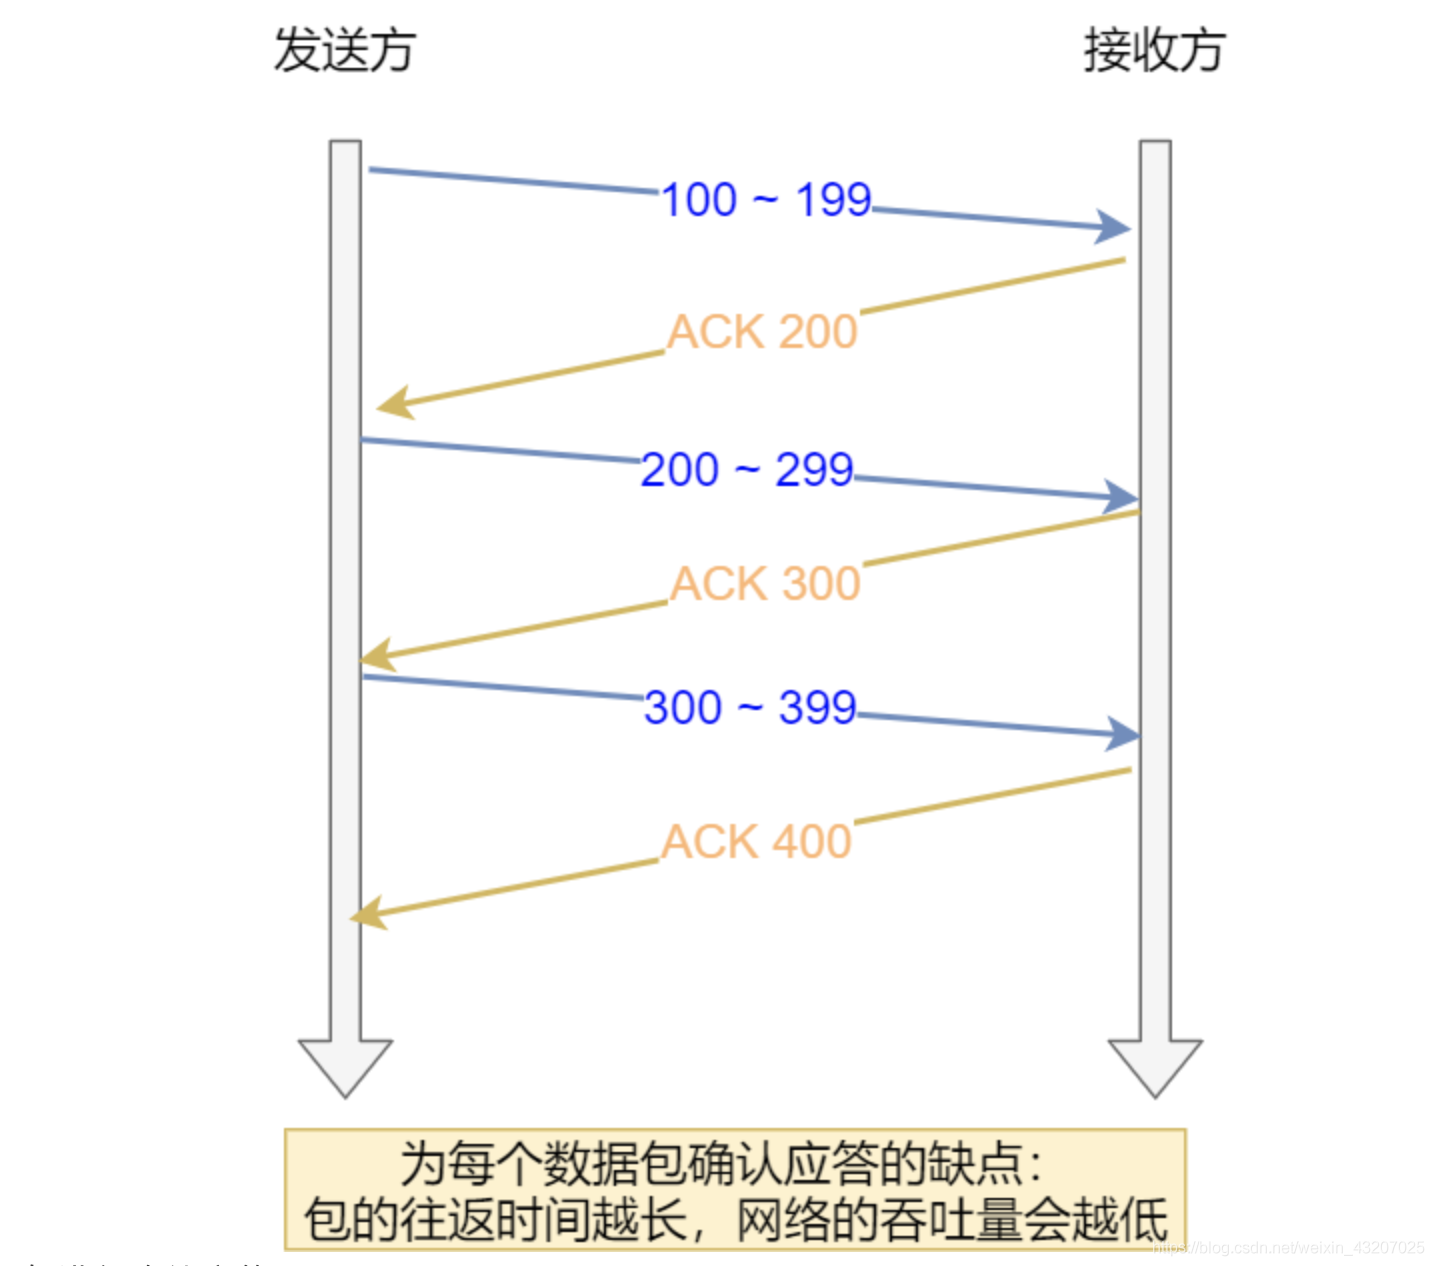 发送方
接收方
100 ~ 199
ACK 200
200 ~ 299
ACK 300
300 ~ 399
ACK 400
为每个数据包确认应答的缺点：
包的往返时间越长，网络的吞吐量会越低
https://blog.csdn.net/weixin_43207025